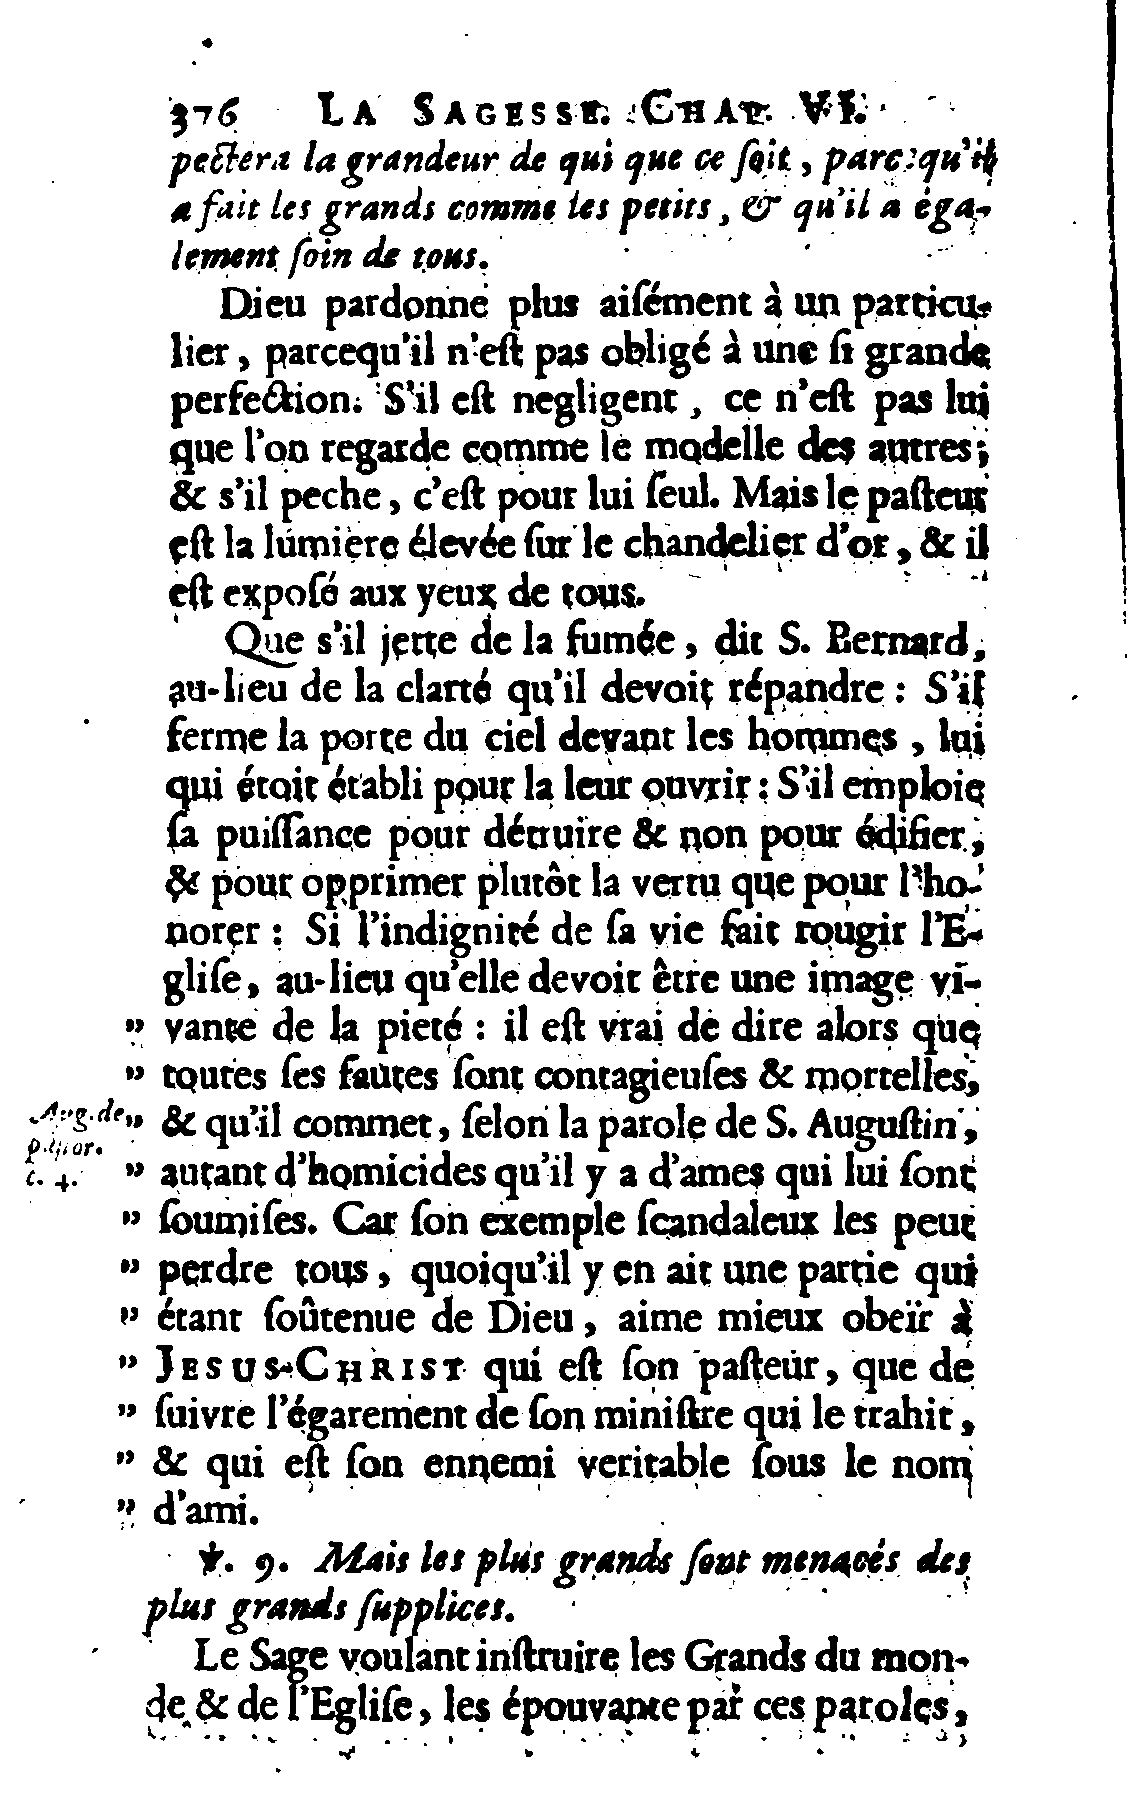 376 LA SAGESSE. CHAP. VI.
pectera la grandeur de qui que ce ſoit, parcequ'il
a fait les grands comme les petits, & qu'il a éga-
lement ſoin de tous.
Dieu pardonne plus aiſément à un particu-
lier, parcequ'il n'eſt pas obligé à une ſi grande
perfection. S'il eſt negligent, ce n'eſt pas lui
que l'on regarde comme le modelle des autres;
& s'il peche, c'eſt pour lui ſeul. Mais le paſteur
eſt la lumiere élevée ſur le chandelier d'or, & il
eſt expoſé aux yeux de tous.
Que s'il jette de la fumée, dit S. Bernard,
au-lieu de la clarté qu'il devoit répandre : S'il
ferme la porte du ciel devant les hommes, lui
qui étoit établi pour la leur ouvrir : S'il emploie
ſa puiſſance pour détruire & non pour édifier,
& pour opprimer plutôt la vertu que pour l'ho-
norer : Si l'indignité de ſa vie fait rougir l'E-
gliſe, au-lieu qu'elle devoit être une image vi-
" vante de la pieté : il eſt vrai de dire alors que
" toutes ſes fautes ſont contagieuſes & mortelles,
Aug. de " & qu'il commet, ſelon la parole de S. Auguſtin,
paſtor.
c. 4. " autant d'homicides qu'il y a d'ames qui lui ſont
" ſoumiſes. Car ſon exemple ſcandaleux les peut
" perdre tous, quoiqu'il y en ait une partie qui
" étant ſoûtenue de Dieu, aime mieux obeïr à
" JESUS-CHRIST qui eſt ſon paſteur, que de
" ſuivre l'égarement de ſon miniſtre qui le trahit,
" & qui eſt ſon ennemi veritable ſous le nom
" d'ami.
℣. 9. Mais les plus grands ſont menacés des
plus grands ſupplices.
Le Sage voulant inſtruire les Grands du mon-
de & de l'Egliſe, les épouvante par ces paroles,